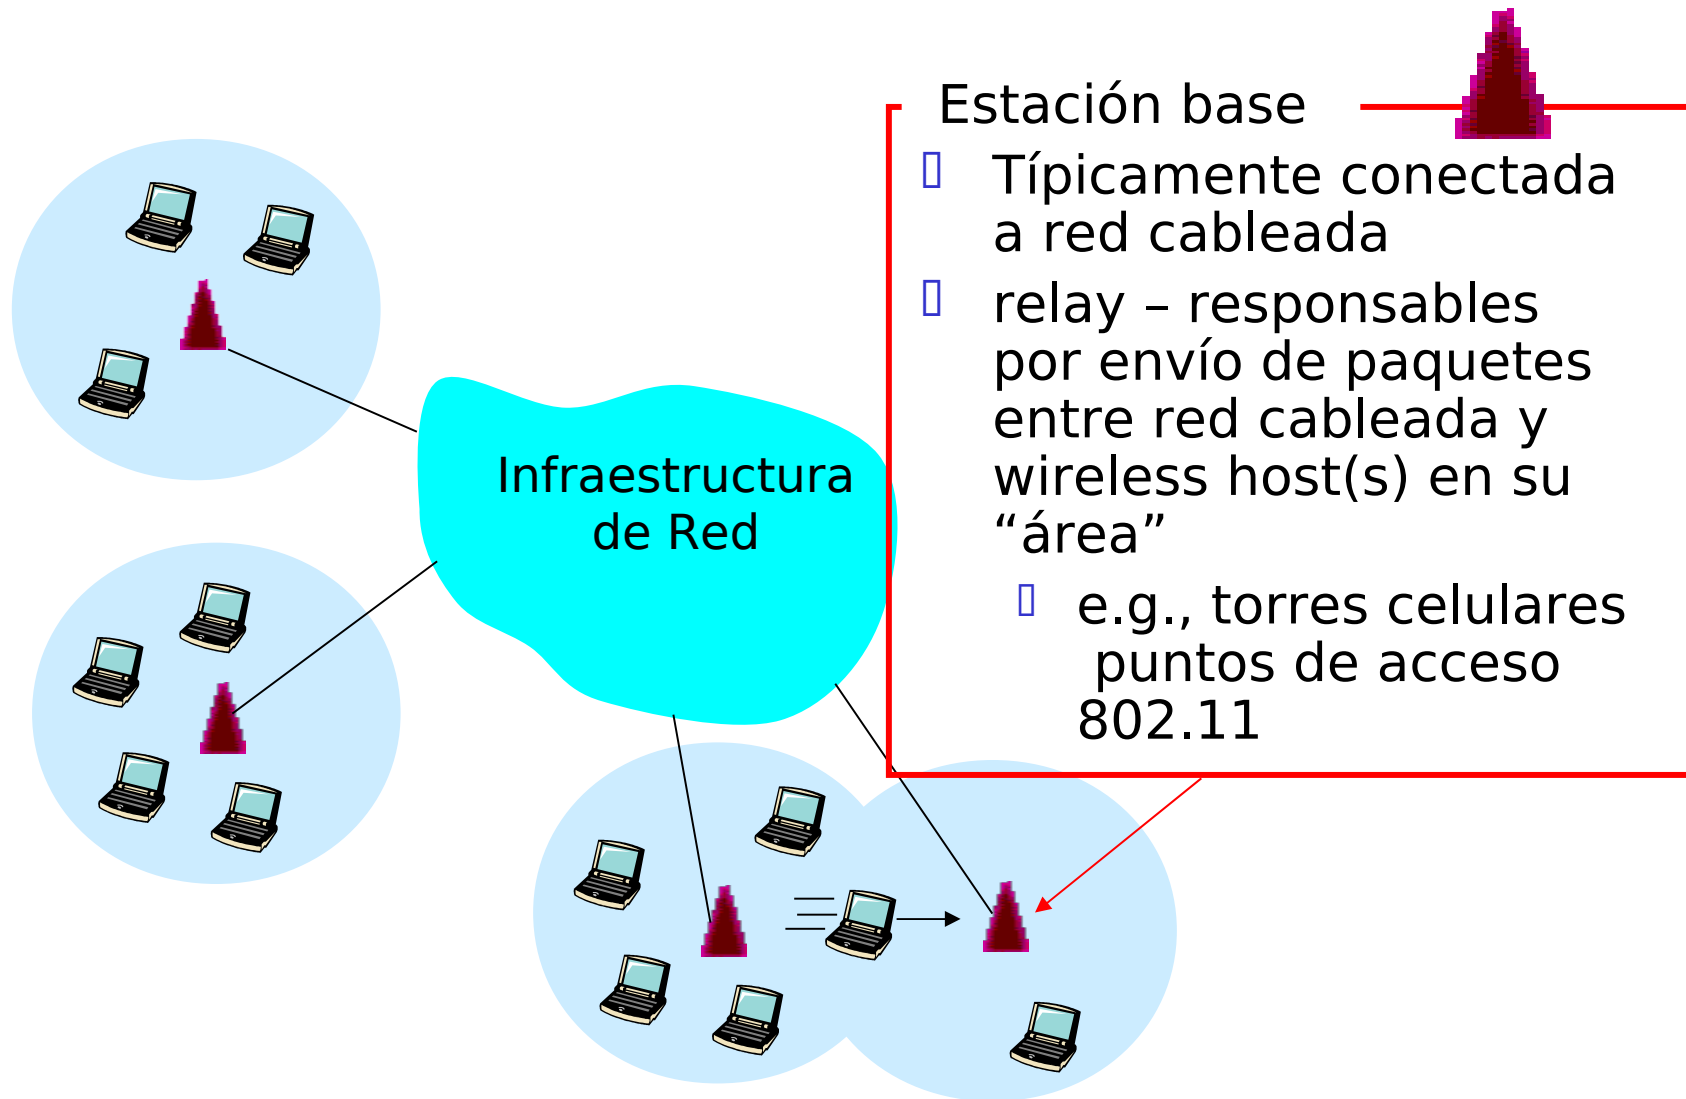 Estación base
Típicamente conectada
a red cableada
relay – responsables
por envío de paquetes
entre red cableada y
wireless host(s) en su
“área”
e.g., torres celulares
puntos de acceso
802.11
Infraestructura
de Red